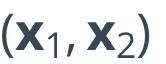 (𝐱₁, 𝐱₂)